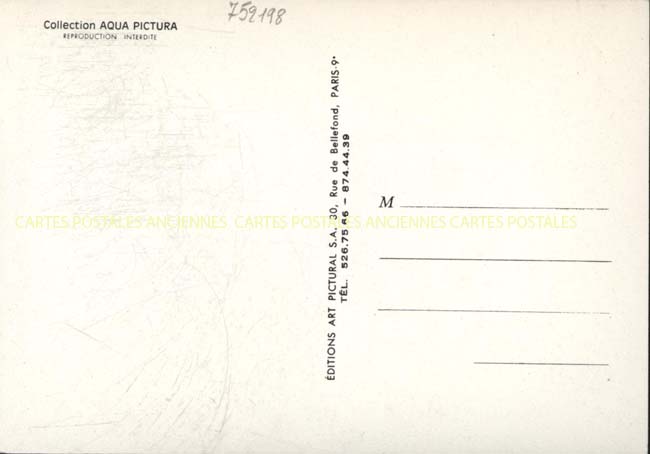 759198
Collection AQUA PICTURA
REPRODUCTION INTERDITE
ÉDITIONS ART PICTURAL S.A. 30, Rue de Bellefond, PARIS-9e
TÉL. 526.75 66 – 874.44.39
M
CARTES POSTALES ANCIENNES CARTES POSTALES ANCIENNES CARTES POSTALES